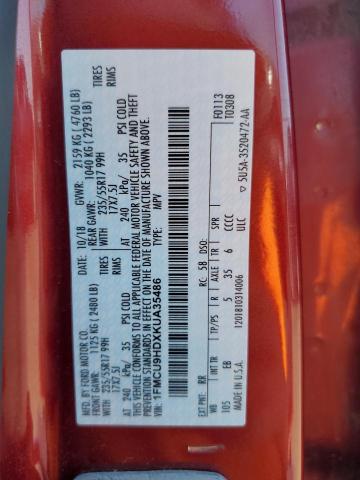 MFD. BY FORD MOTOR CO.
DATE: 10/18 GVWR: 2159 KG ( 4760 LB)
FRONT GAWR: 1125 KG (2480 LB) REAR GAWR: 1040 KG ( 2293 LB)
WITH TIRES
235/55R17 99H 235/55R17 99H
17X7.5J RIMS 17X7.5J
AT 240 kPa/ 35 PSI COLD AT 240 kPa/ 35 PSI COLD
THIS VEHICLE CONFORMS TO ALL APPLICABLE FEDERAL MOTOR VEHICLE SAFETY AND THEFT
PREVENTION STANDARDS IN EFFECT ON THE DATE OF MANUFACTURE SHOWN ABOVE.
VIN: 1FMCU9HDXKUA35486 TYPE: MPV
F0113
T0308
EXT PNT: RR RC: 58 DSO:
WB INT TR TP/PS R AXLE TR SPR
105 EB 5 35 6 CCCC
ULC
1201810314006
MADE IN U.S.A. 5U5A-3520472-AA